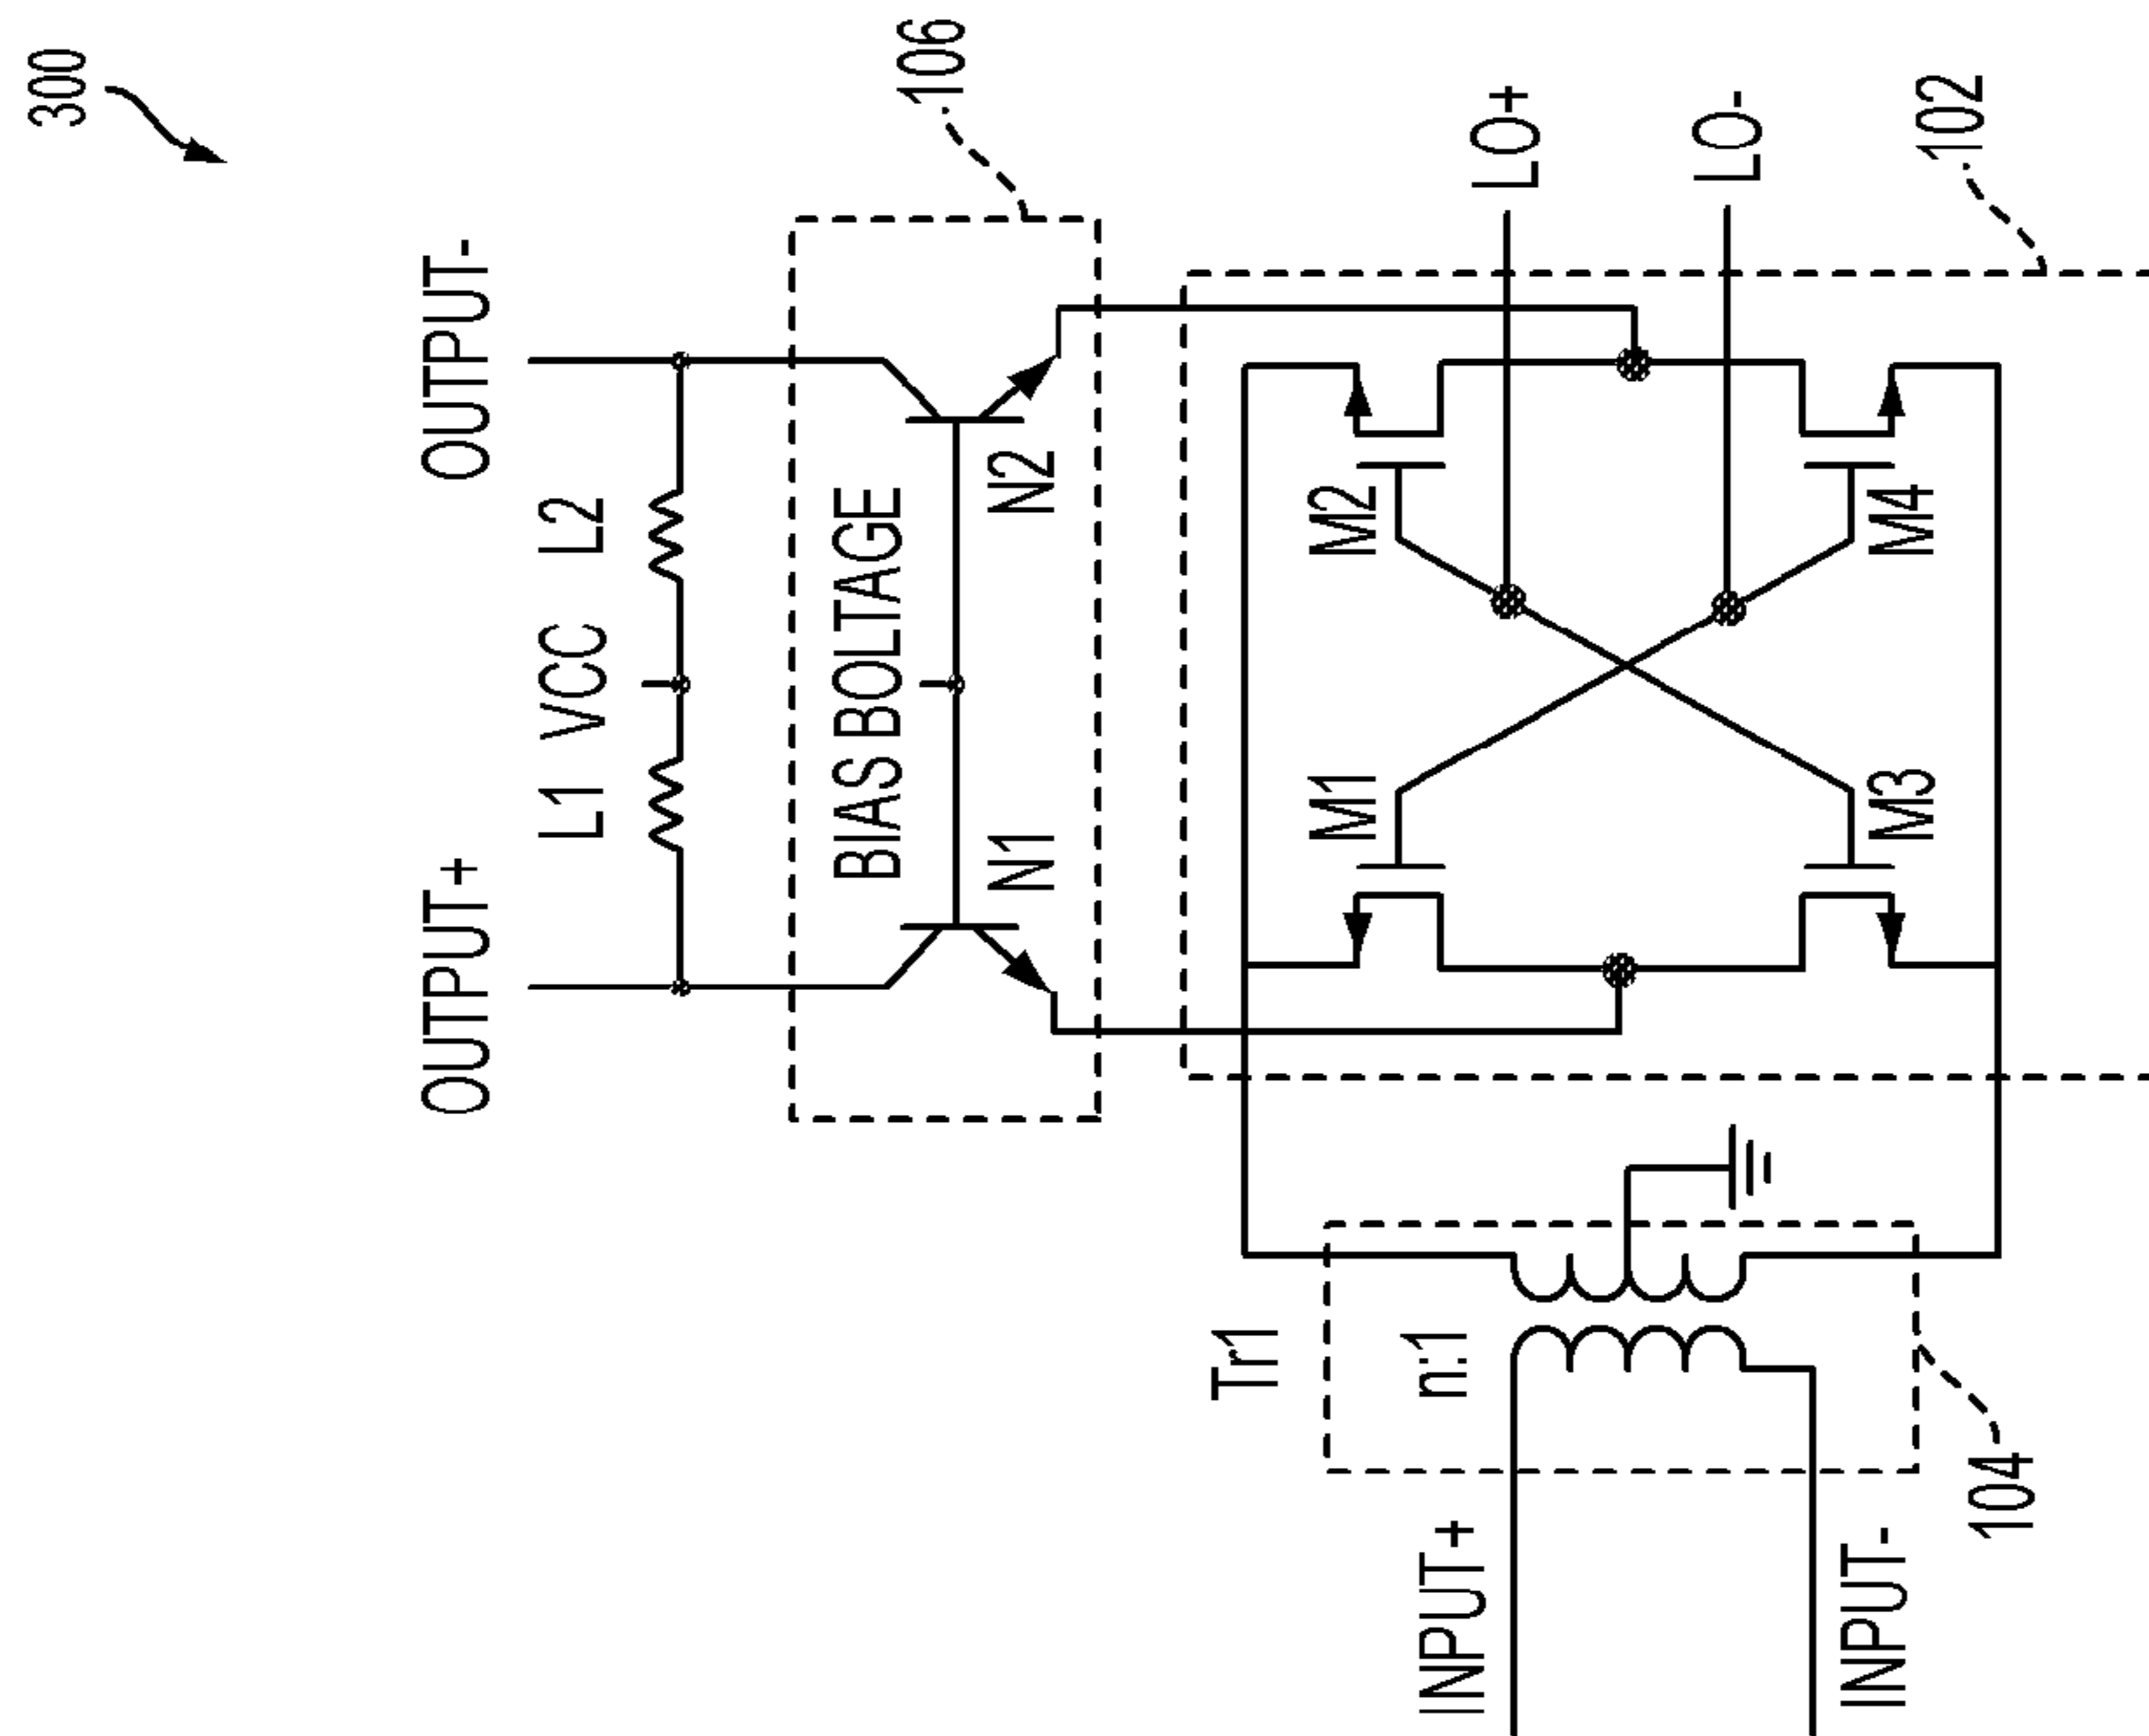 300
OUTPUT+
OUTPUT-
L1
VCC
L2
BIAS BOLTAGE
N1
N2
106
Tr1
n:1
INPUT+
INPUT-
104
M1
M2
M3
M4
LO+
LO-
102